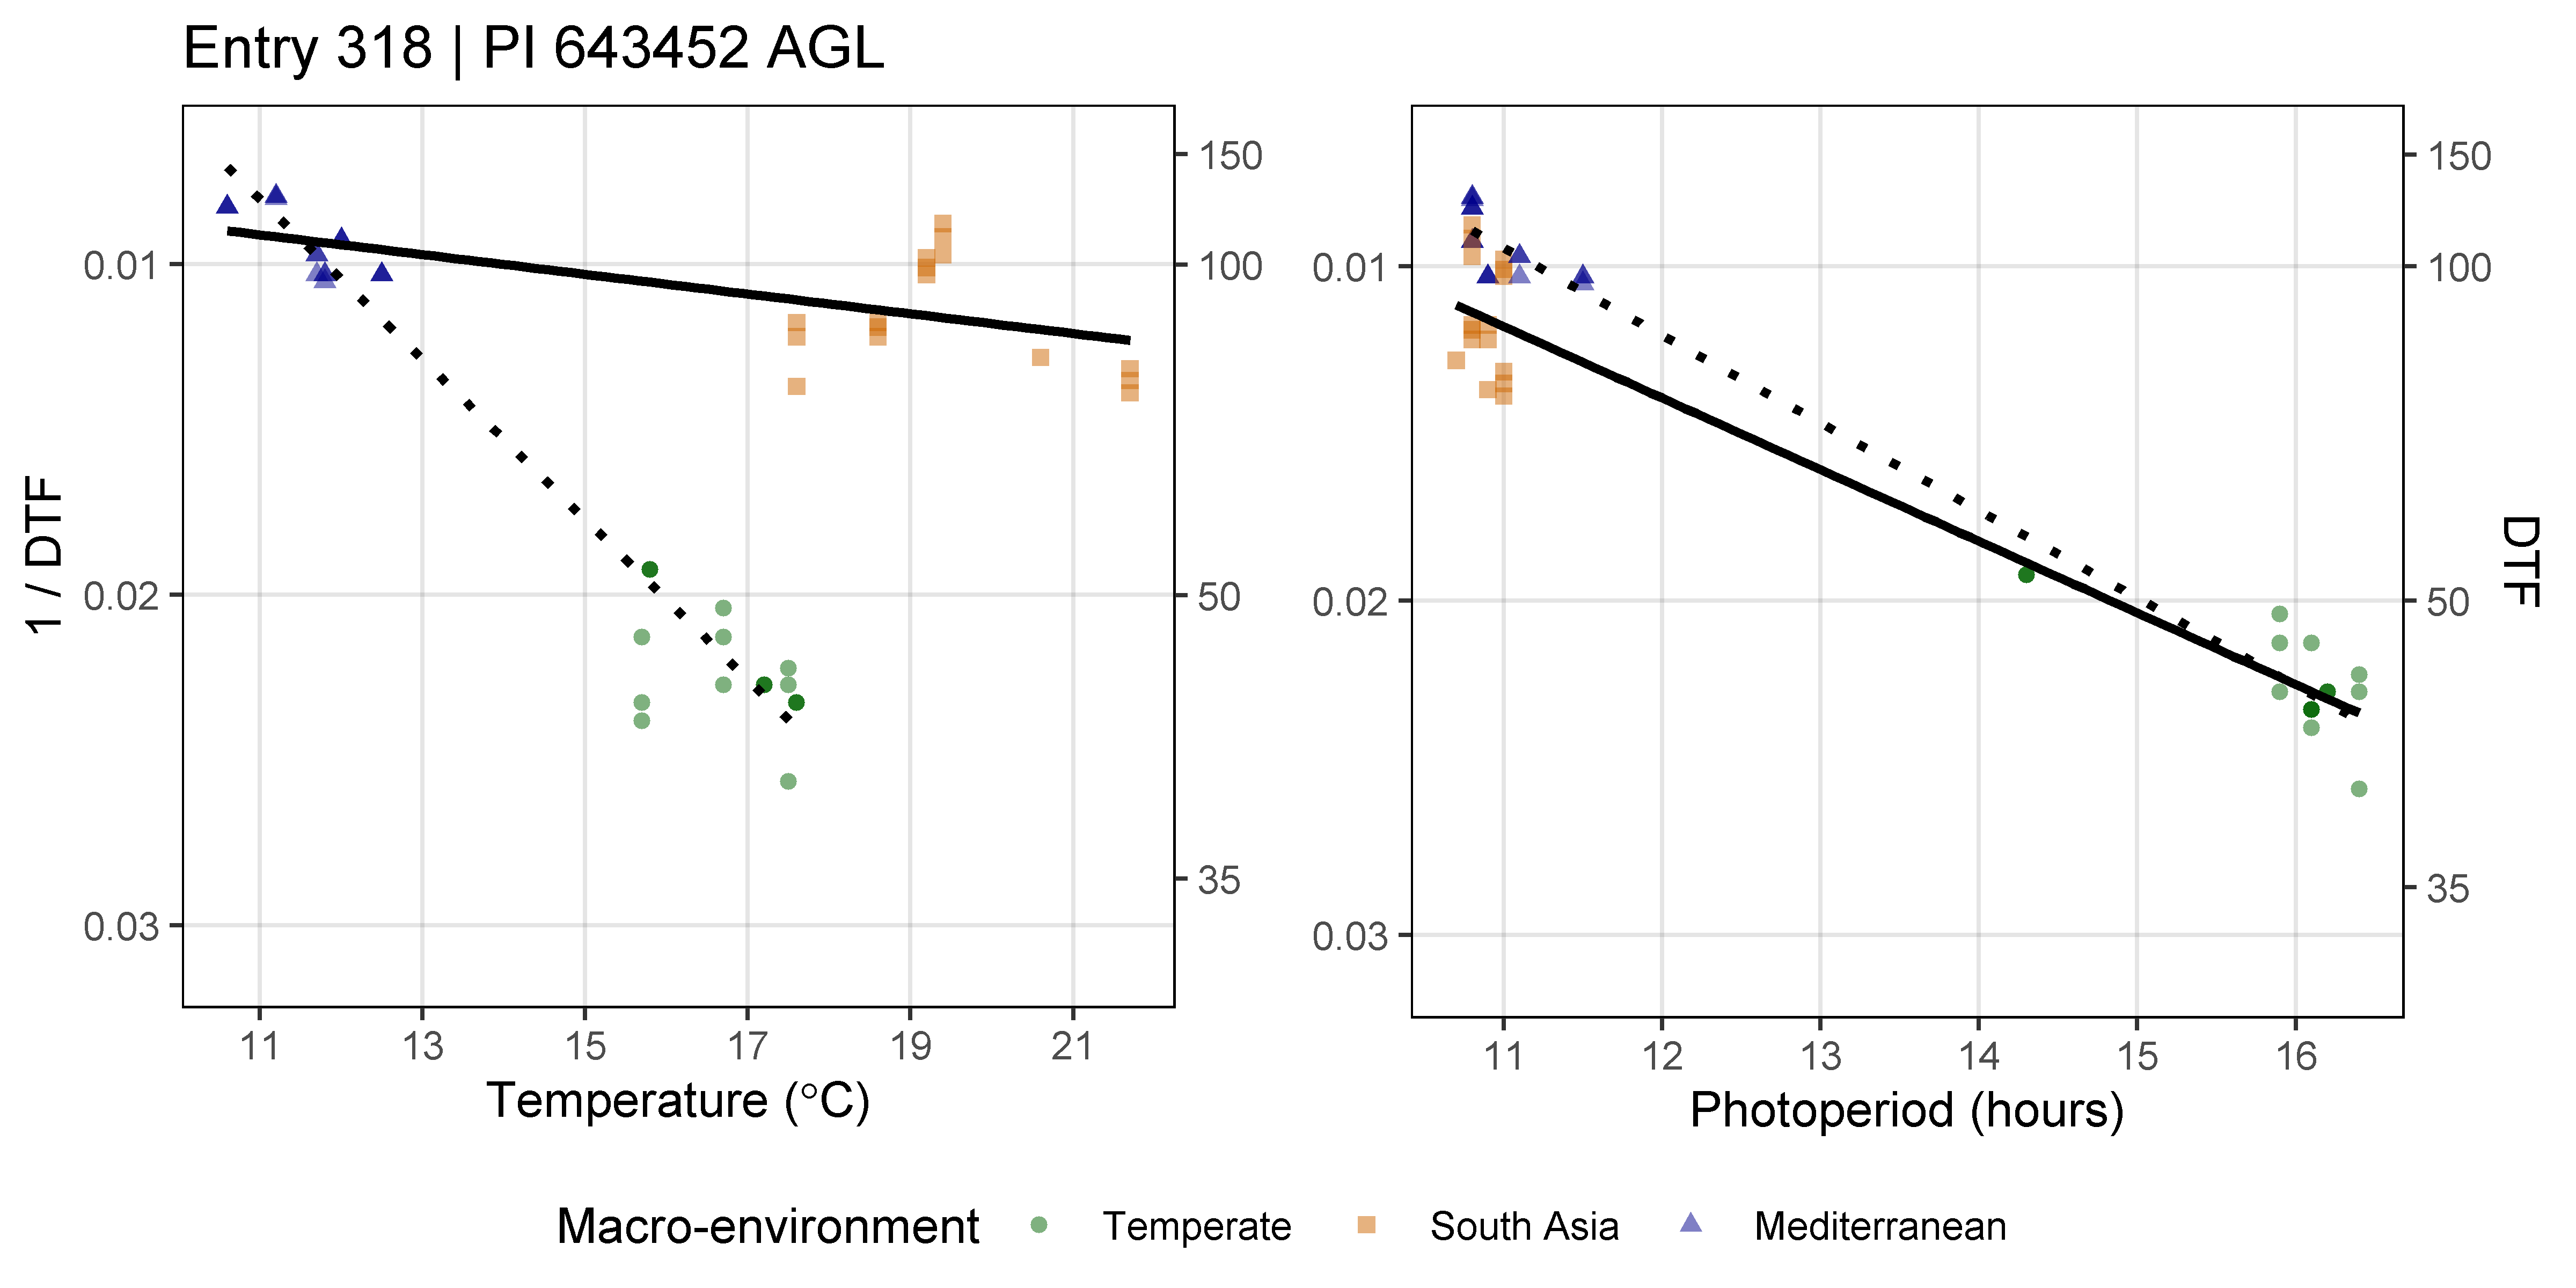 Entry 318 | PI 643452 AGL
1 / DTF
0.01
0.02
0.03
150
100
50
35
11 13 15 17 19 21
Temperature (°C)
0.01
0.02
0.03
150
100
50
35
DTF
11 12 13 14 15 16
Photoperiod (hours)
Macro-environment Temperate South Asia Mediterranean